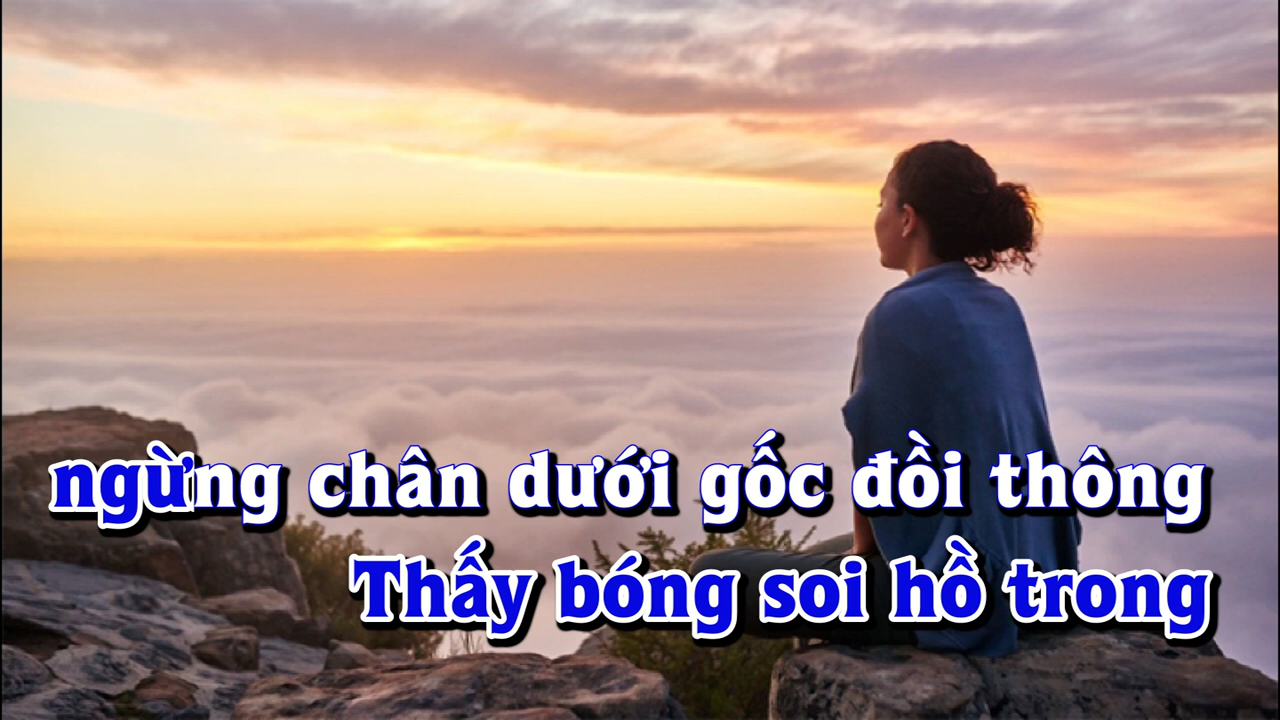 ngừng chân dưới gốc đồi thông
Thấy bóng soi hồ trong